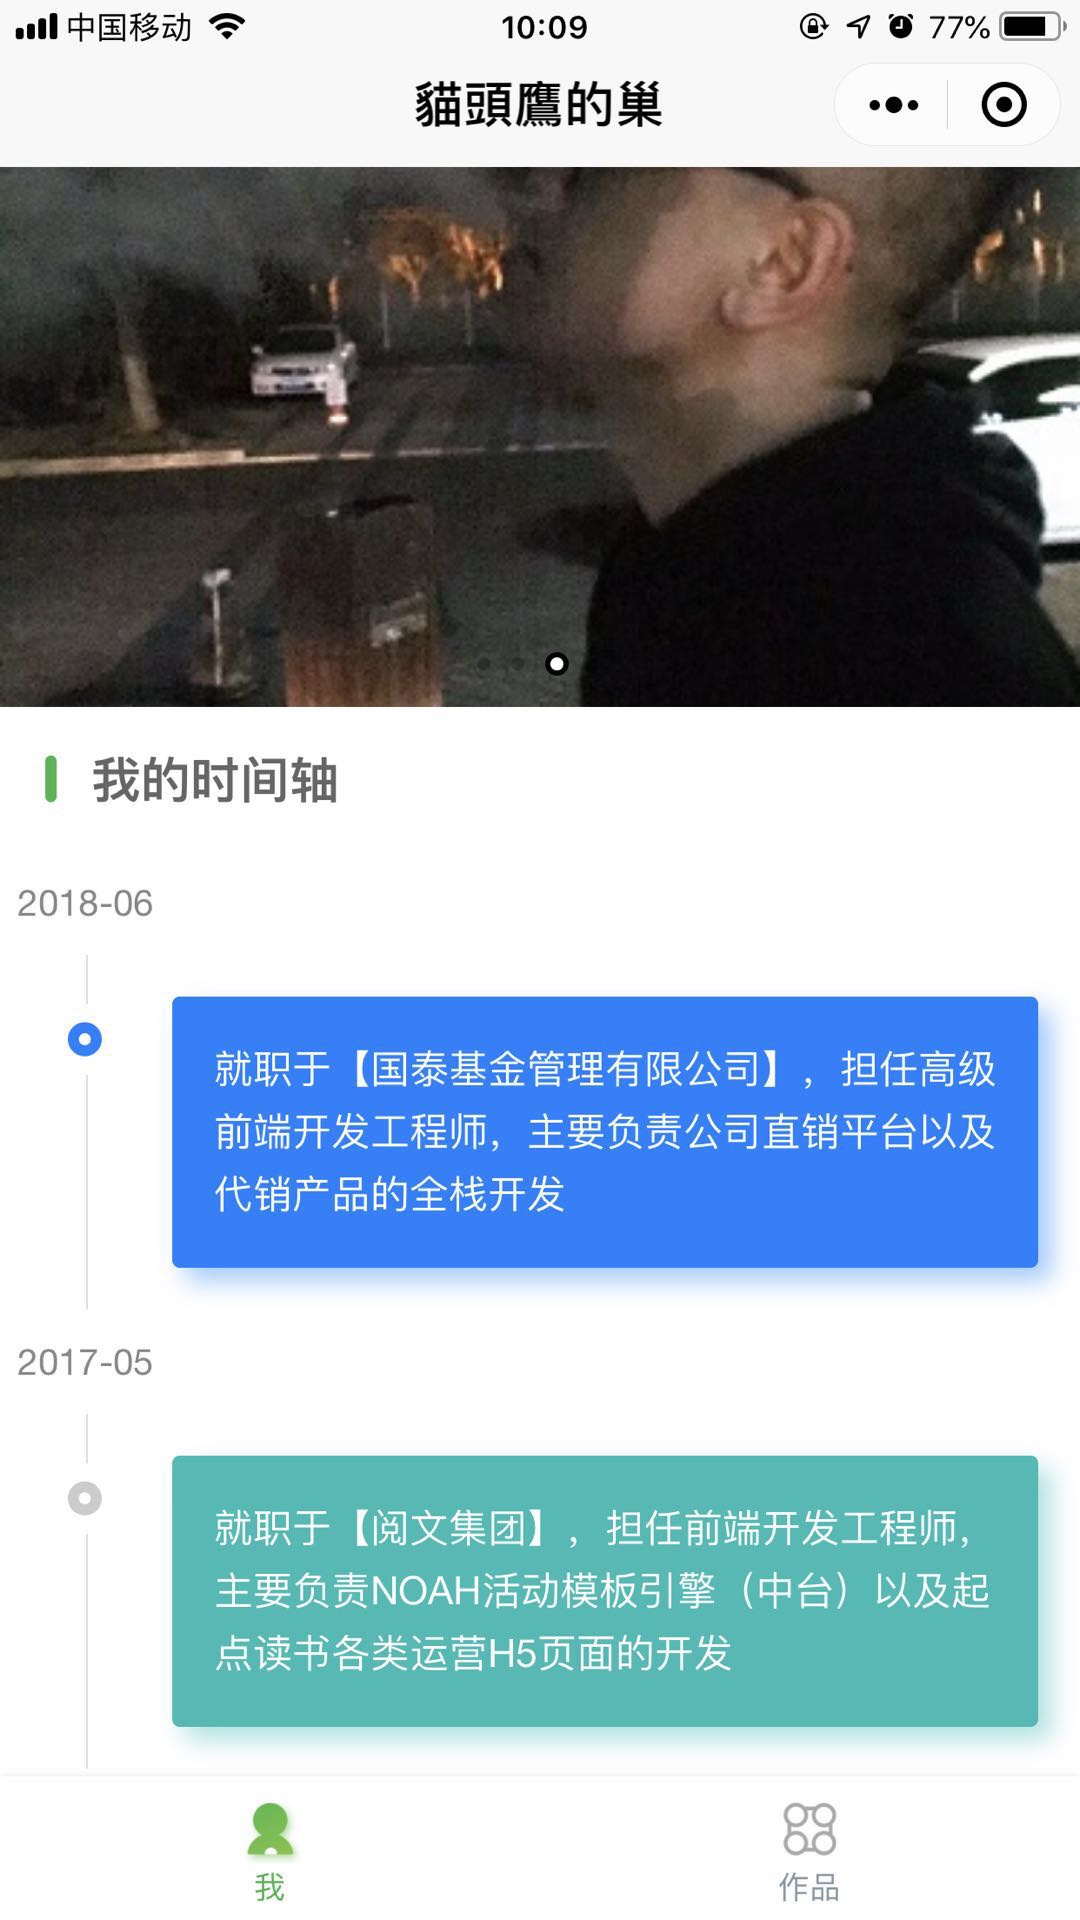 中国移动
10:09
77%
貓頭鷹的巢
我的时间轴
2018-06
就职于【国泰基金管理有限公司】，担任高级
前端开发工程师，主要负责公司直销平台以及
代销产品的全栈开发
2017-05
就职于【阅文集团】，担任前端开发工程师，
主要负责NOAH活动模板引擎（中台）以及起
点读书各类运营H5页面的开发
我
作品